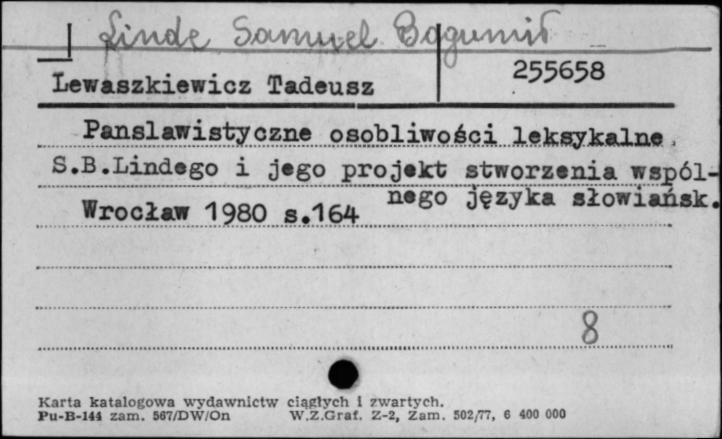 Linde Samuel Bogumił
255658
Lewaszkiewicz Tadeusz
Panslawistyczne osobliwości leksykalne
S.B.Lindego i jego projekt stworzenia wspól-
nego języka słowiańsk.
Wrocław 1980 s.164
8
Karta katalogowa wydawnictw ciągłych i zwartych.
Pu-B-144 zam. 567/DW/On W.Z.Graf. Z-2, Zam. 502/77, 6 400 000